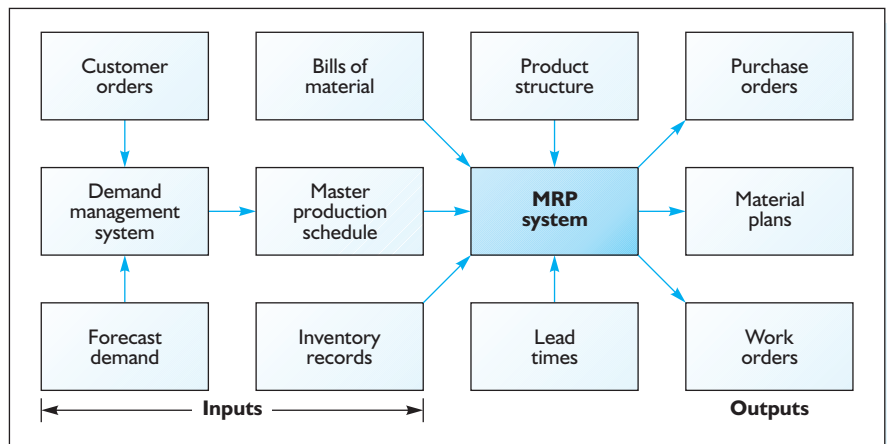 Customer
orders
Bills of
material
Product
structure
Purchase
orders
Demand
management
system
Master
production
schedule
MRP
system
Material
plans
Forecast
demand
Inventory
records
Lead
times
Work
orders
Inputs
Outputs